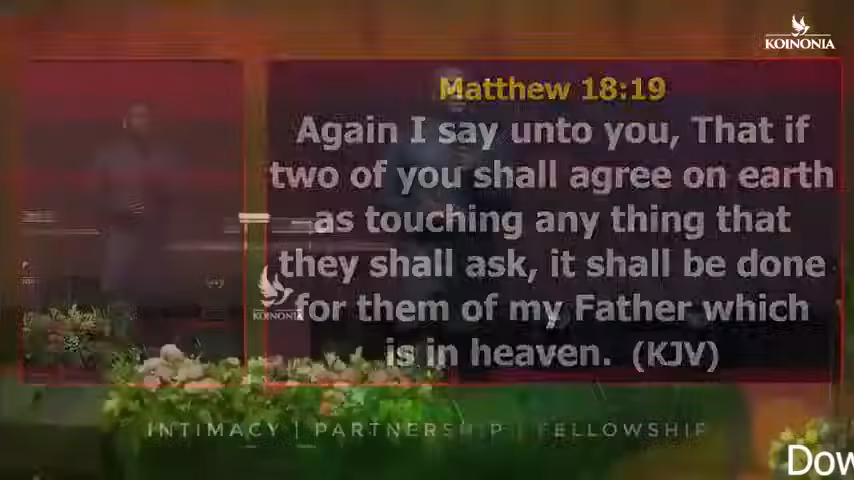 KOINONIA
Matthew 18:19
Again I say unto you, That if
two of you shall agree on earth
as touching any thing that
they shall ask, it shall be done
for them of my Father which
is in heaven. (KJV)
KOINONIA
INTIMACY | PARTNERSHIP | FELLOWSHIP
Dow